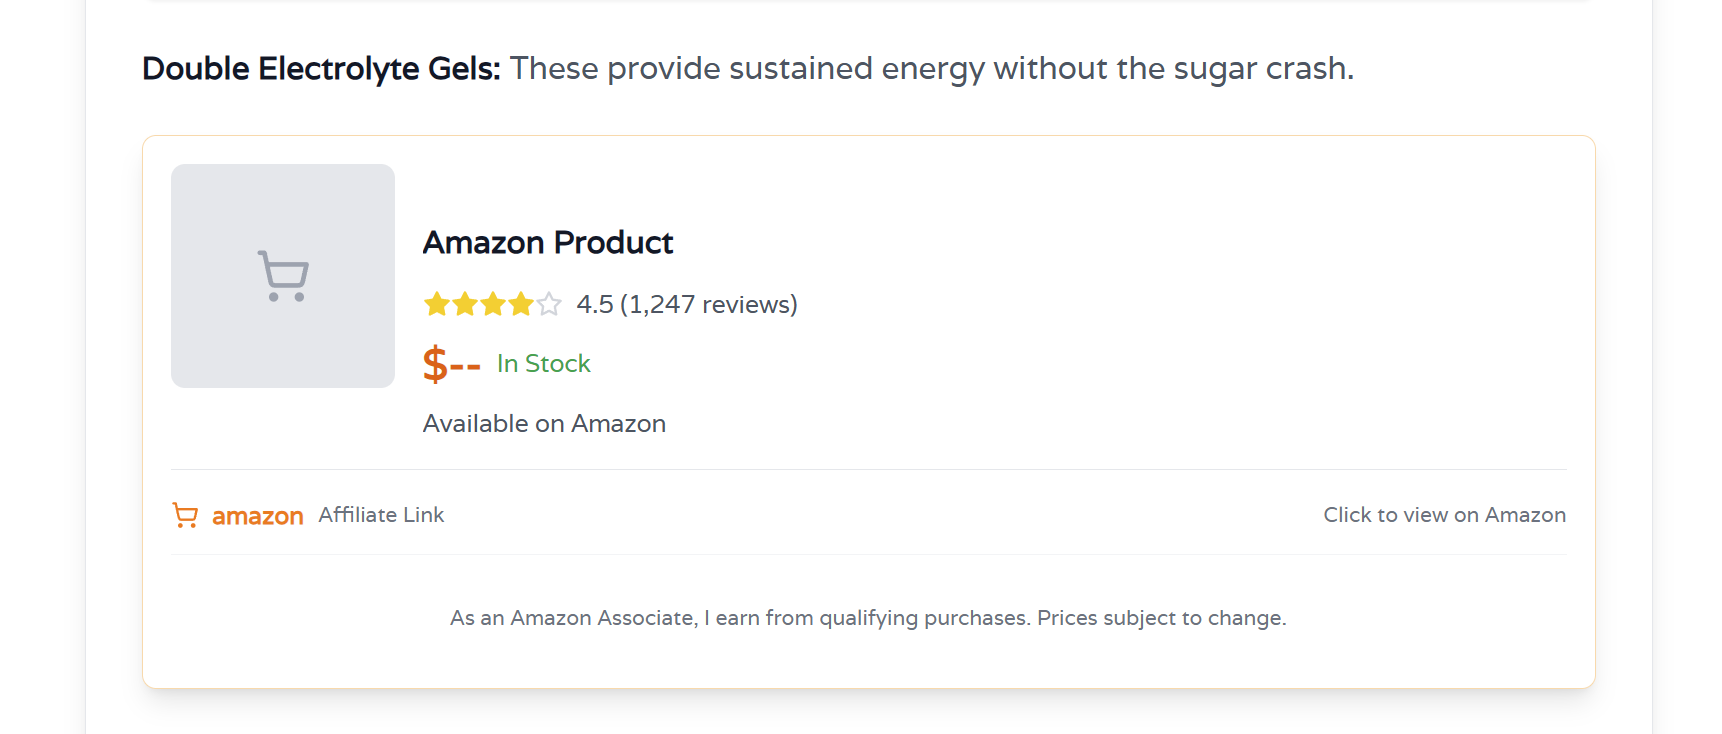 Double Electrolyte Gels: These provide sustained energy without the sugar crash.
Amazon Product
4.5 (1,247 reviews)
$-- In Stock
Available on Amazon
amazon Affiliate Link
Click to view on Amazon
As an Amazon Associate, I earn from qualifying purchases. Prices subject to change.